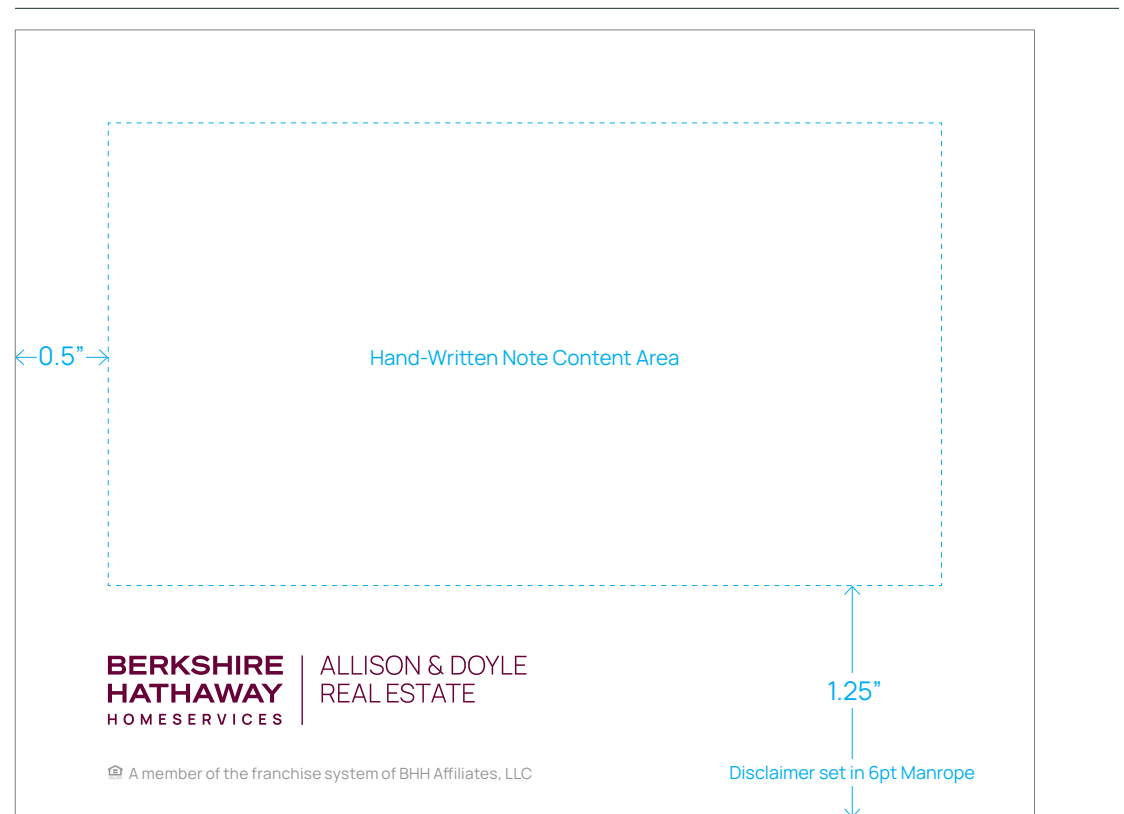 0.5”
Hand-Written Note Content Area
BERKSHIRE
HATHAWAY
HOMESERVICES
ALLISON & DOYLE
REAL ESTATE
1.25”
A member of the franchise system of BHH Affiliates, LLC
Disclaimer set in 6pt Manrope